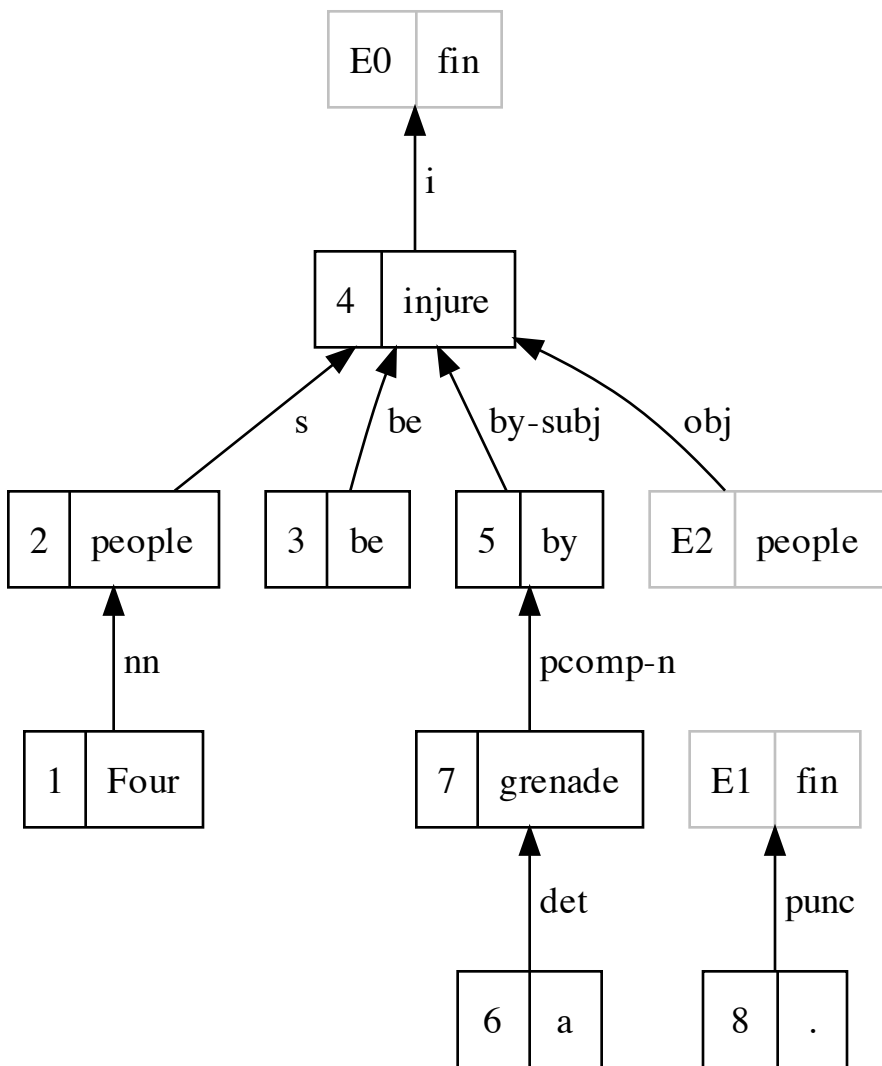 E0 fin
i
4 injure
s be by-subj obj
2 people 3 be 5 by E2 people
nn pcomp-n
1 Four 7 grenade E1 fin
det punc
6 a 8 .